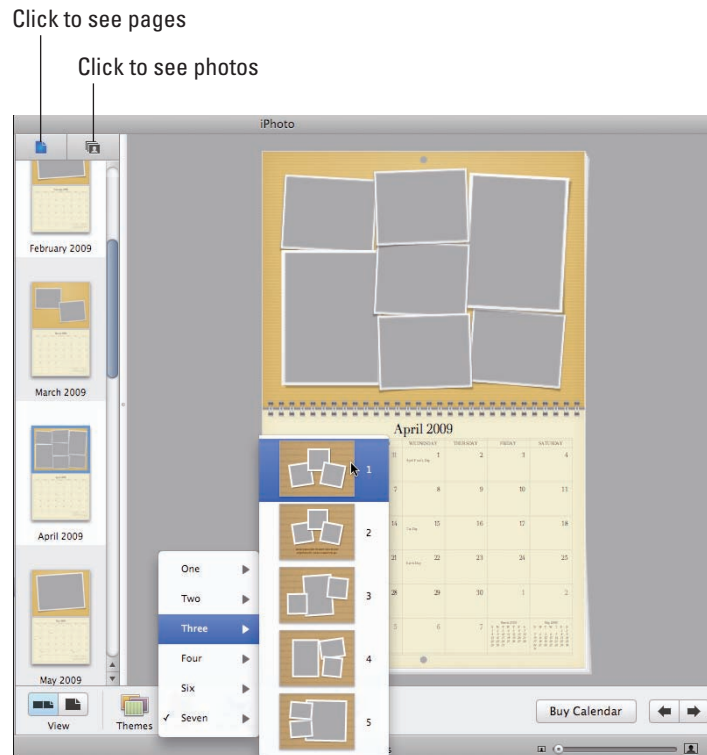 Click to see pages
Click to see photos
iPhoto
February 2009
March 2009
April 2009
May 2009
April 2009
WEDNESDAY THURSDAY FRIDAY SATURDAY
1 2 3 4
7 8 9 10 11
14 15 16 17 18
21 22 23 24 25
28 29 30 1 2
5 6 7
1
2
3
4
5
One
Two
Three
Four
Six
✓ Seven
View
Themes
Buy Calendar